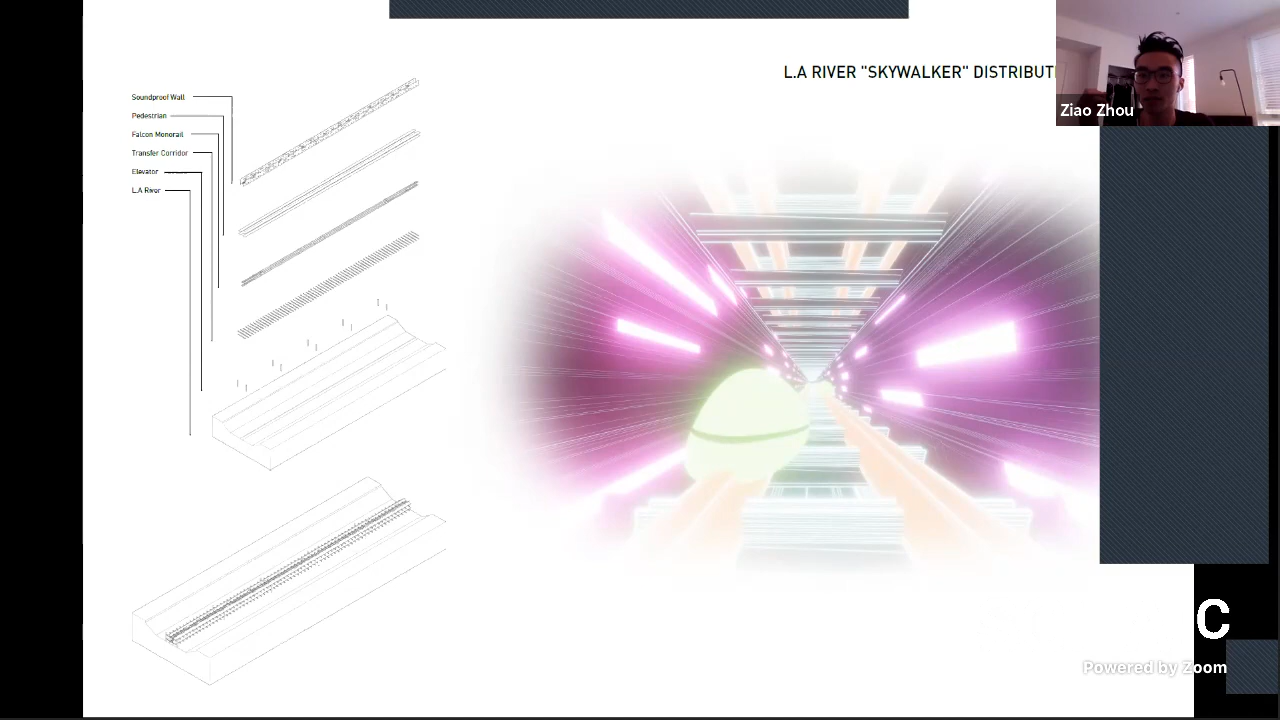 L.A RIVER "SKYWALKER" DISTRIBUT
Ziao Zhou
Soundproof Wall
Pedestrian
Falcon Monorail
Transfer Corridor
Elevator
L.A River
C
Powered by Zoom